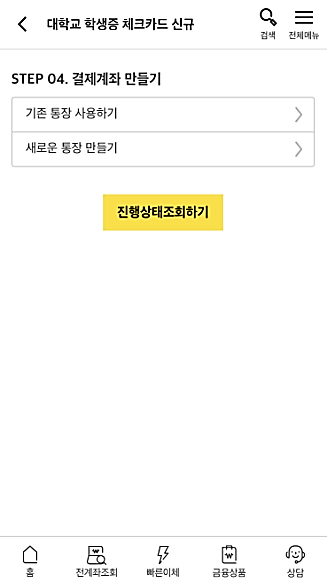 대학교 학생증 체크카드 신규
검색
전체메뉴
STEP 04. 결제계좌 만들기
기존 통장 사용하기
새로운 통장 만들기
진행상태조회하기
홈
전계좌조회
빠른이체
금융상품
상담